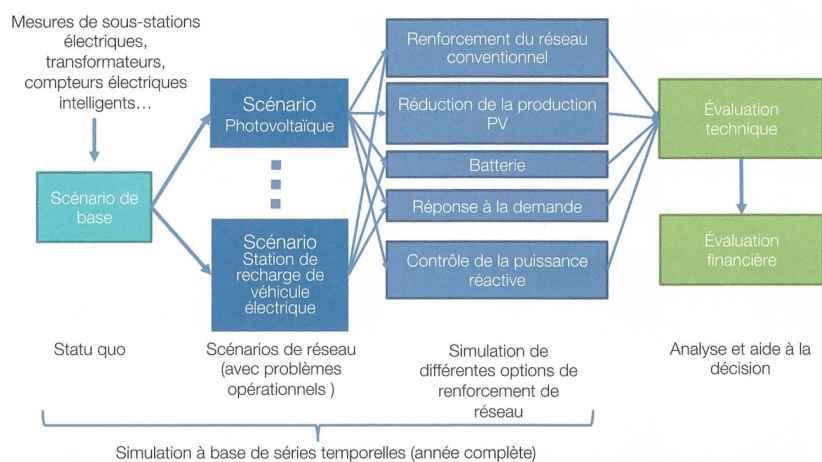 Mesures de sous-stations
électriques,
transformateurs,
compteurs électriques
intelligents…
Scénario de
base
Statu quo
Scénario
Photovoltaïque
Scénario
Station de
recharge de
véhicule
électrique
Scénarios de réseau
(avec problèmes
opérationnels )
Renforcement du réseau
conventionnel
Réduction de la production
PV
Batterie
Réponse à la demande
Contrôle de la puissance
réactive
Simulation de
différentes options de
renforcement de
réseau
Évaluation
technique
Évaluation
financière
Analyse et aide à la
décision
Simulation à base de séries temporelles (année complète)